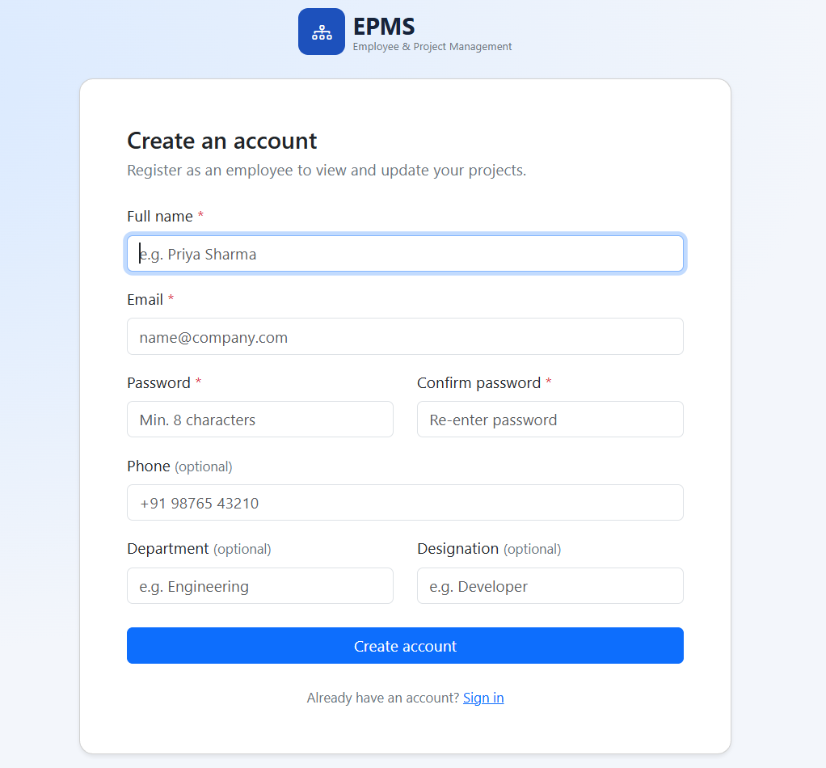 EPMS
Employee & Project Management
Create an account
Register as an employee to view and update your projects.
Full name *
e.g. Priya Sharma
Email *
name@company.com
Password * Confirm password *
Min. 8 characters Re-enter password
Phone (optional)
+91 98765 43210
Department (optional) Designation (optional)
e.g. Engineering e.g. Developer
Create account
Already have an account? Sign in